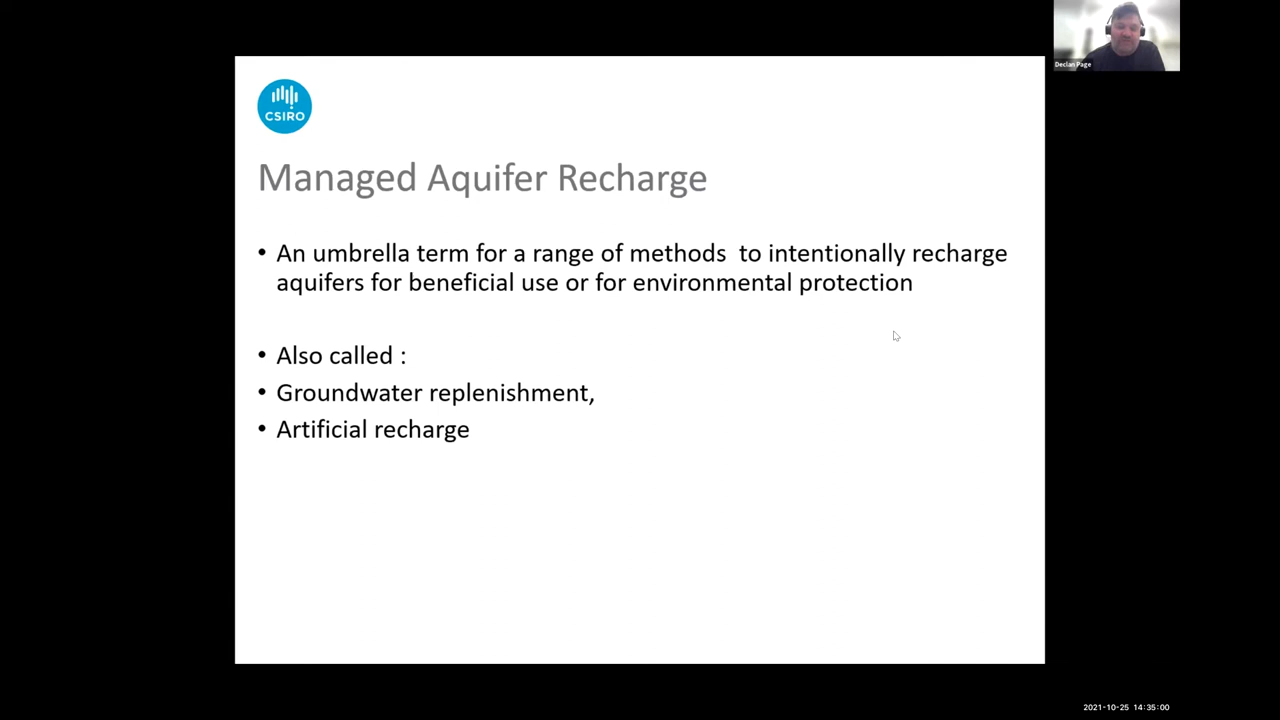 CSIRO
Declan Page
Managed Aquifer Recharge
• An umbrella term for a range of methods  to intentionally recharge
aquifers for beneficial use or for environmental protection
• Also called :
• Groundwater replenishment,
• Artificial recharge
2021-10-25 14:35:00